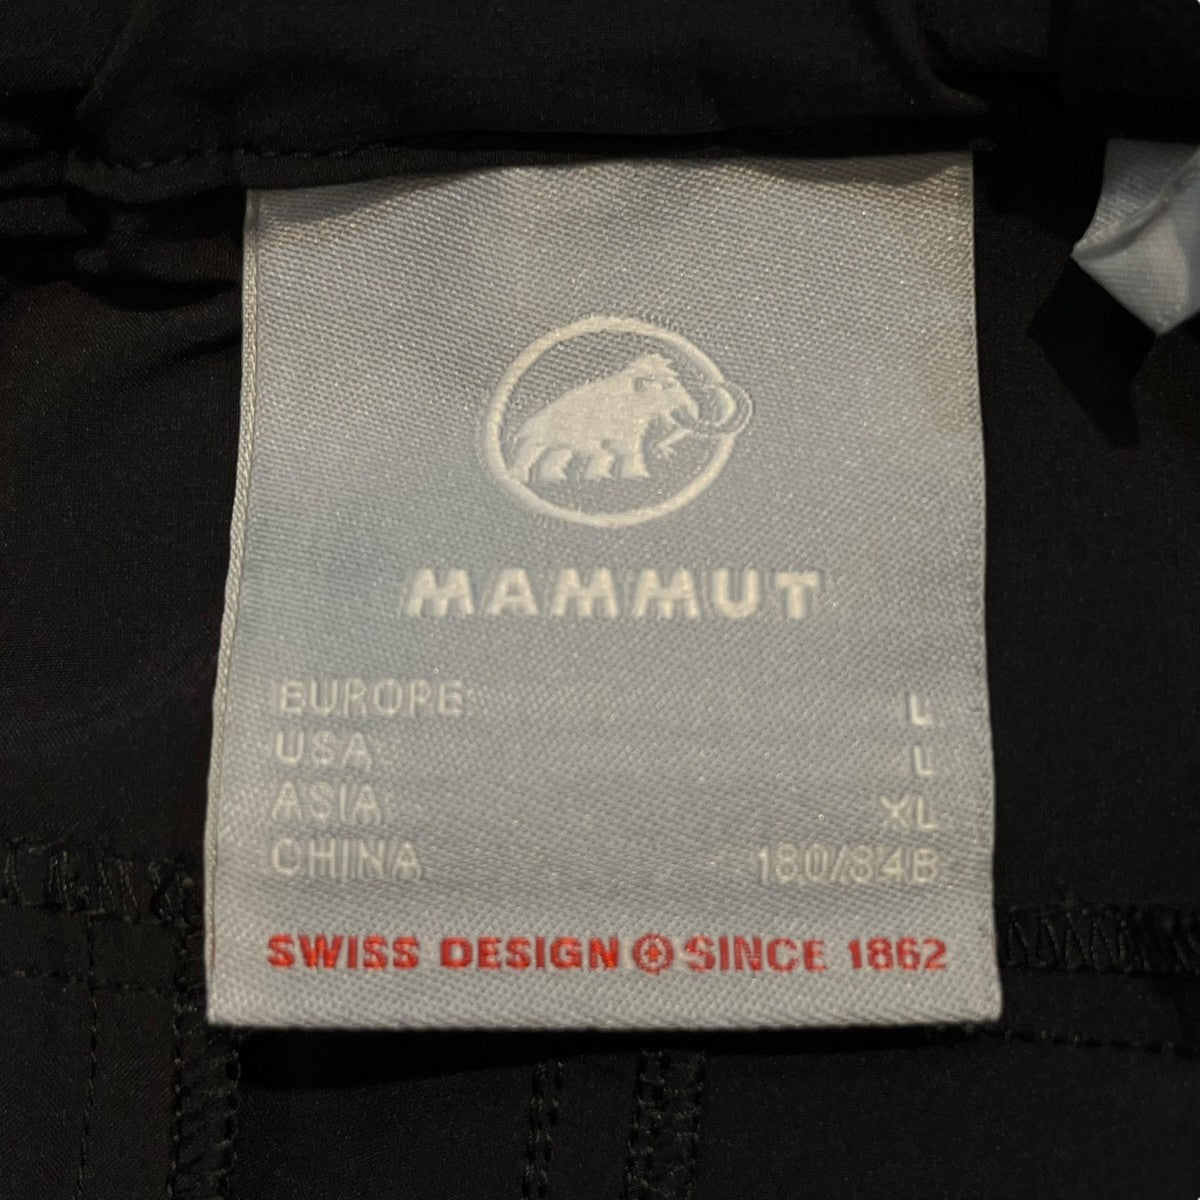 MAMMUT
EUROPE L
USA L
ASIA XL
CHINA 180/84B
SWISS DESIGN SINCE 1862